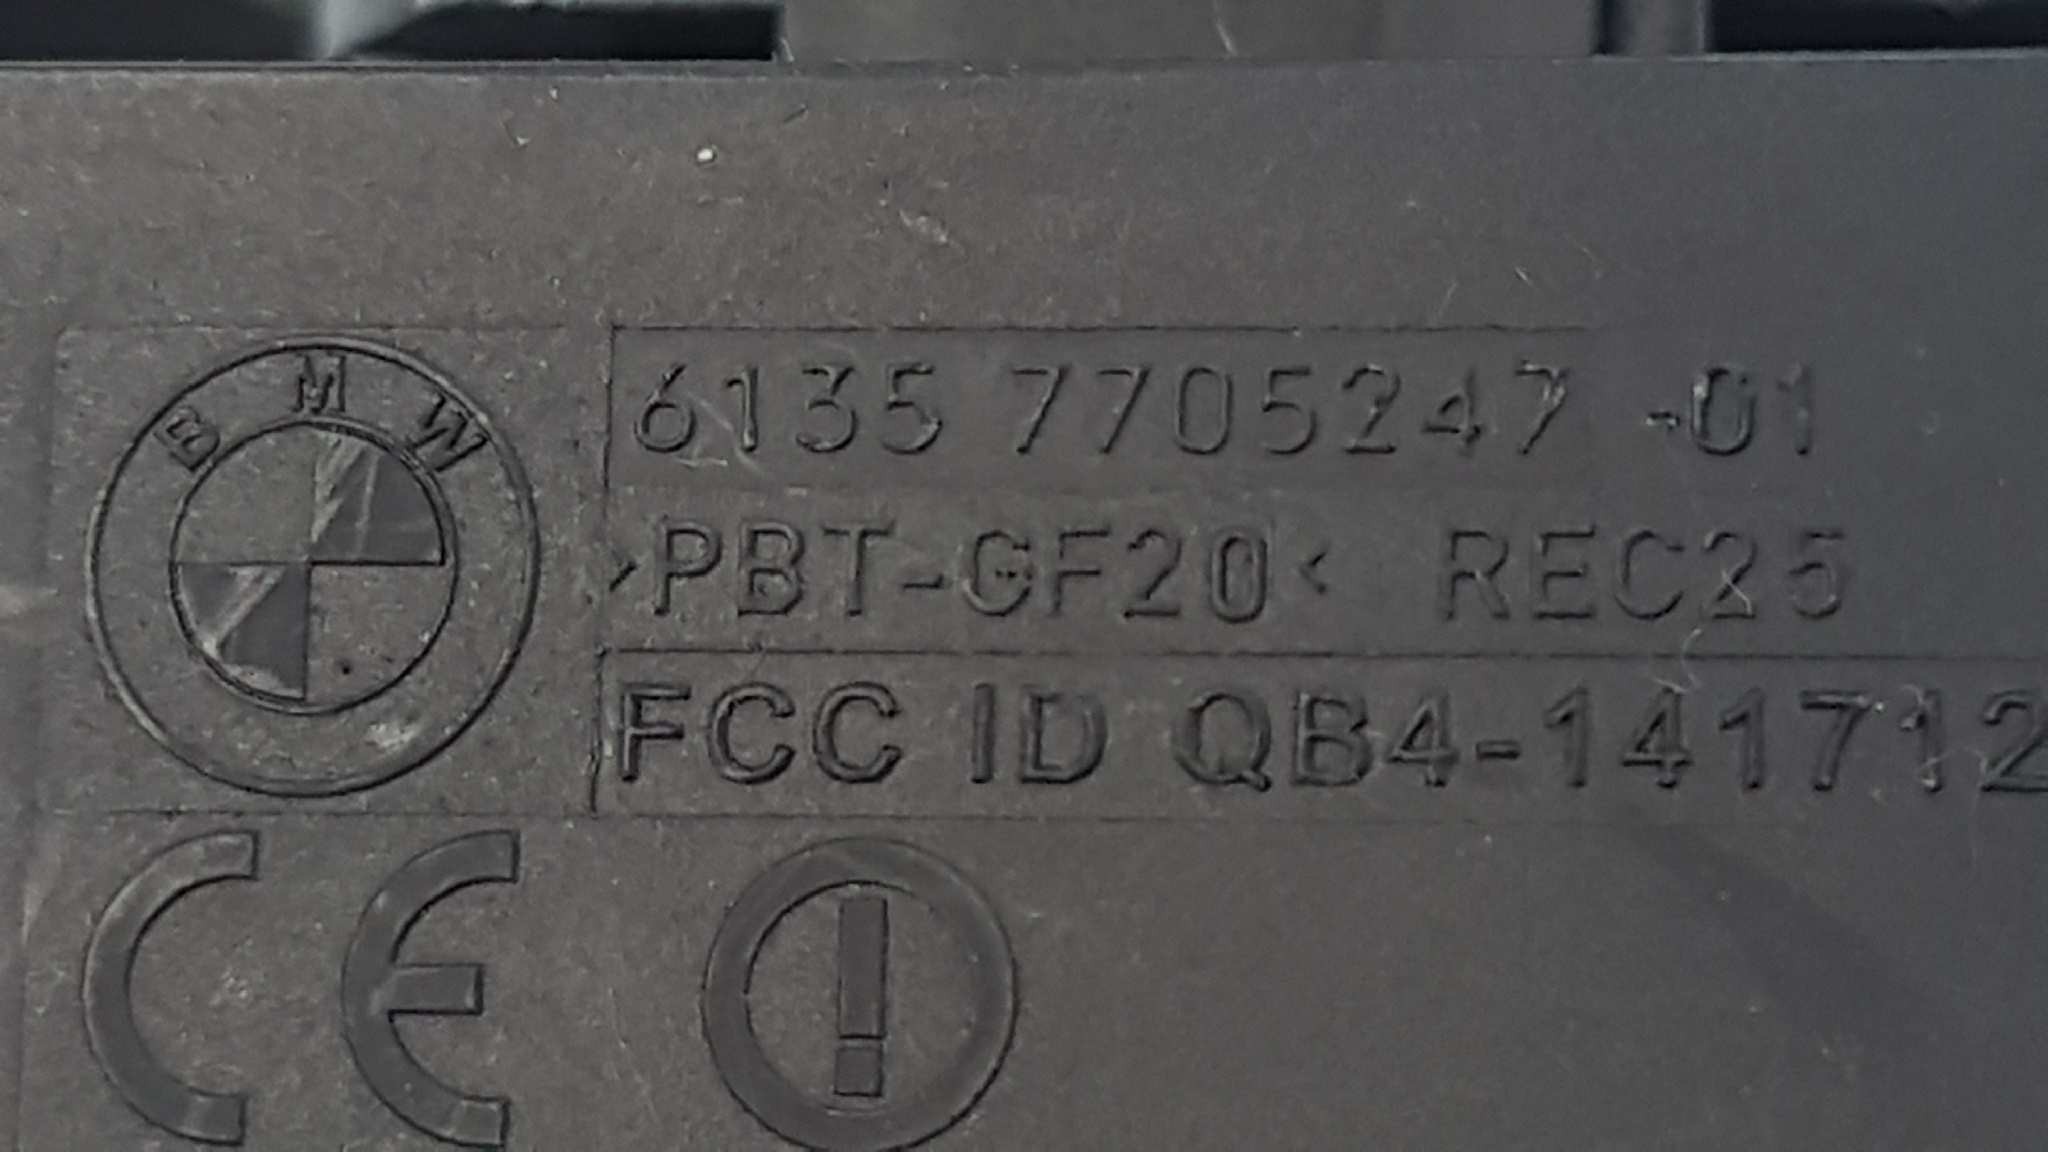 BMW
6135 7705247 -01
>PBT-GF20< REC25
FCC ID QB4-141712
CE